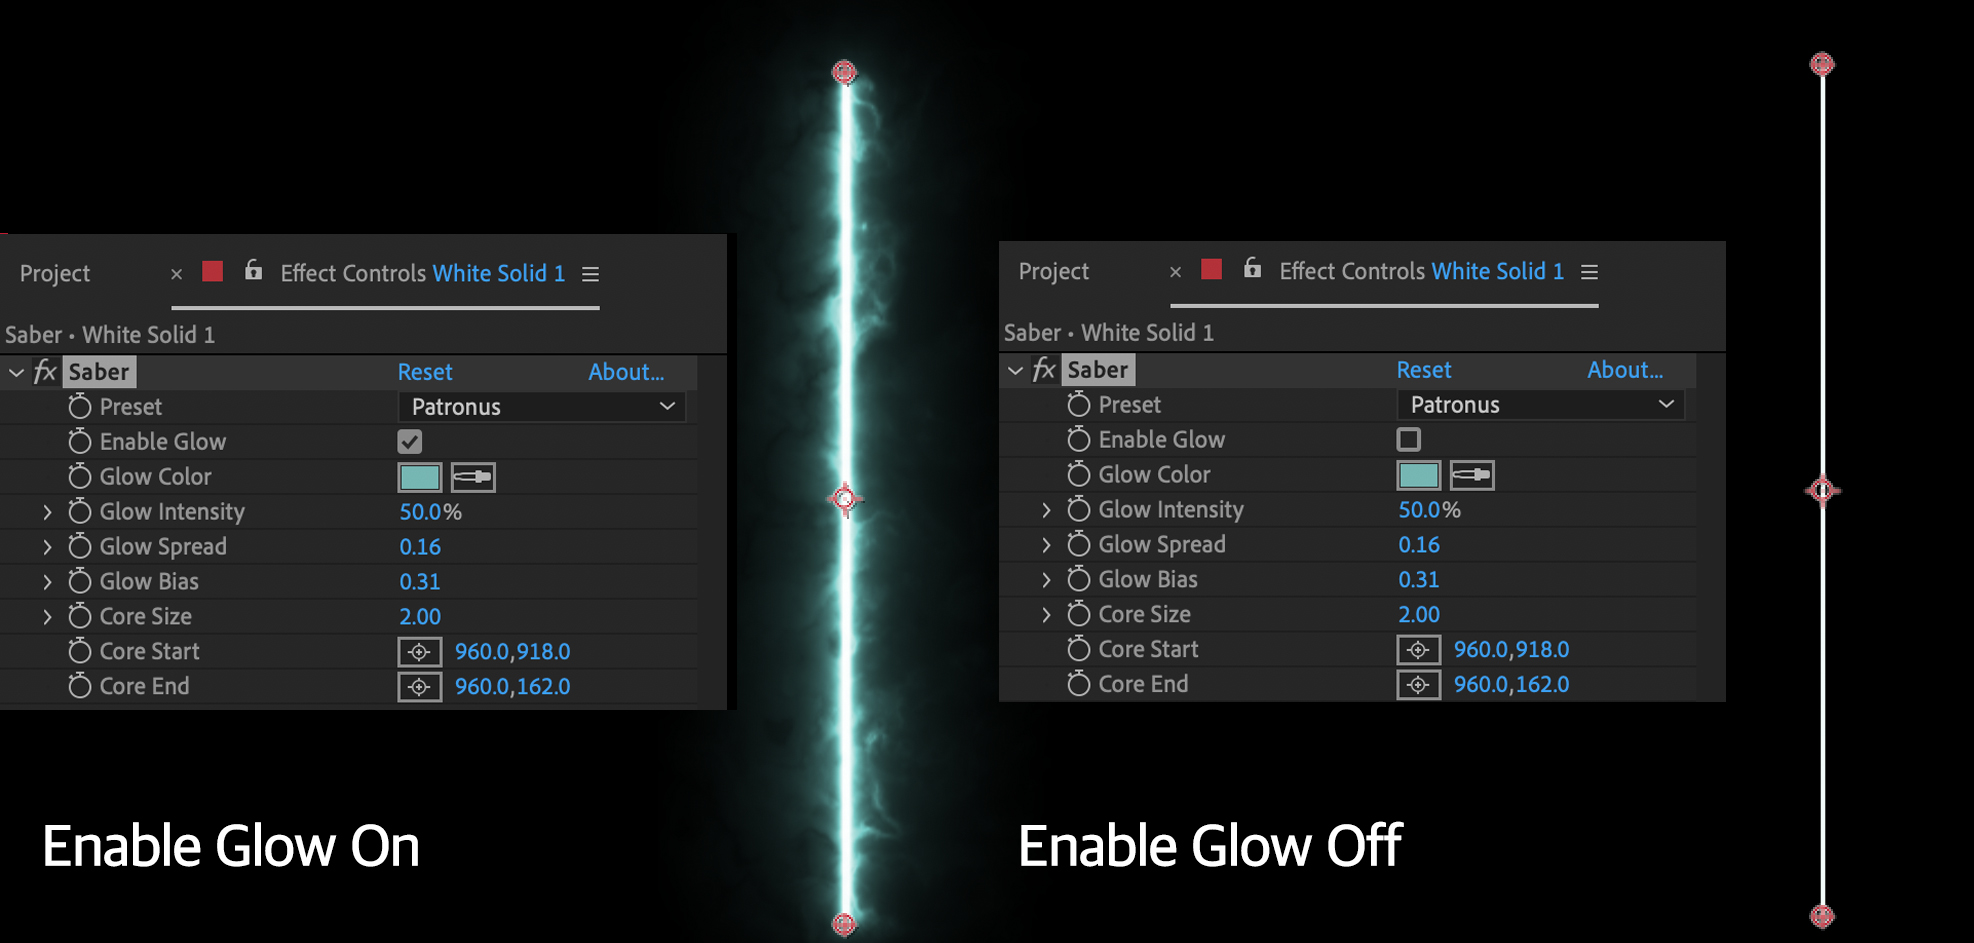 Project × Effect Controls White Solid 1
Saber • White Solid 1
fx Saber Reset About...
Preset Patronus
Enable Glow
Glow Color
Glow Intensity 50.0%
Glow Spread 0.16
Glow Bias 0.31
Core Size 2.00
Core Start 960.0,918.0
Core End 960.0,162.0
Enable Glow On
Project × Effect Controls White Solid 1
Saber • White Solid 1
fx Saber Reset About...
Preset Patronus
Enable Glow
Glow Color
Glow Intensity 50.0%
Glow Spread 0.16
Glow Bias 0.31
Core Size 2.00
Core Start 960.0,918.0
Core End 960.0,162.0
Enable Glow Off